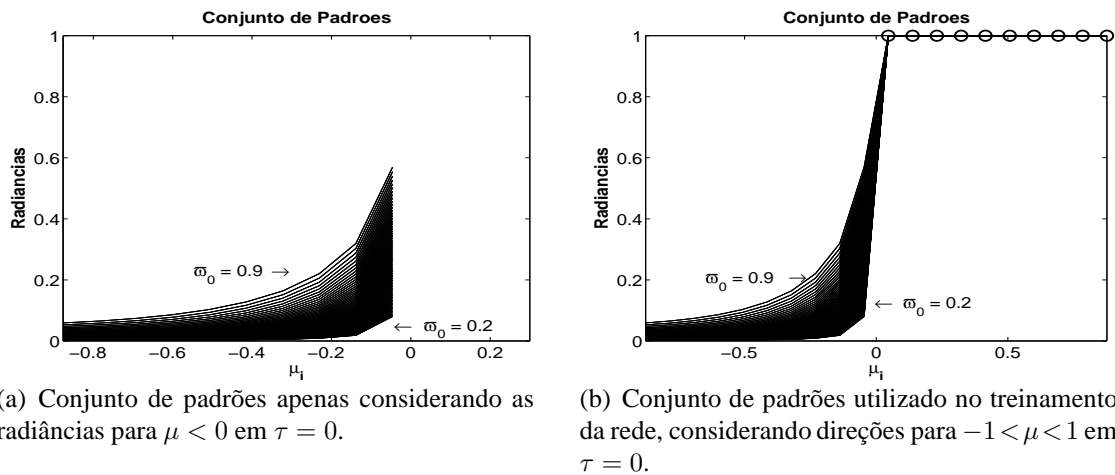 Conjunto de Padroes
1
0.8
0.6
0.4
0.2
0
Radiancias
ϖ0 = 0.9 →
← ϖ0 = 0.2
−0.8 −0.6 −0.4 −0.2 0 0.2
μi
(a) Conjunto de padrões apenas considerando as
radiâncias para μ < 0 em τ = 0.
Conjunto de Padroes
1
0.8
0.6
0.4
0.2
0
Radiancias
ϖ0 = 0.9 →
← ϖ0 = 0.2
−0.5 0 0.5
μi
(b) Conjunto de padrões utilizado no treinamento
da rede, considerando direções para −1<μ<1 em
τ = 0.